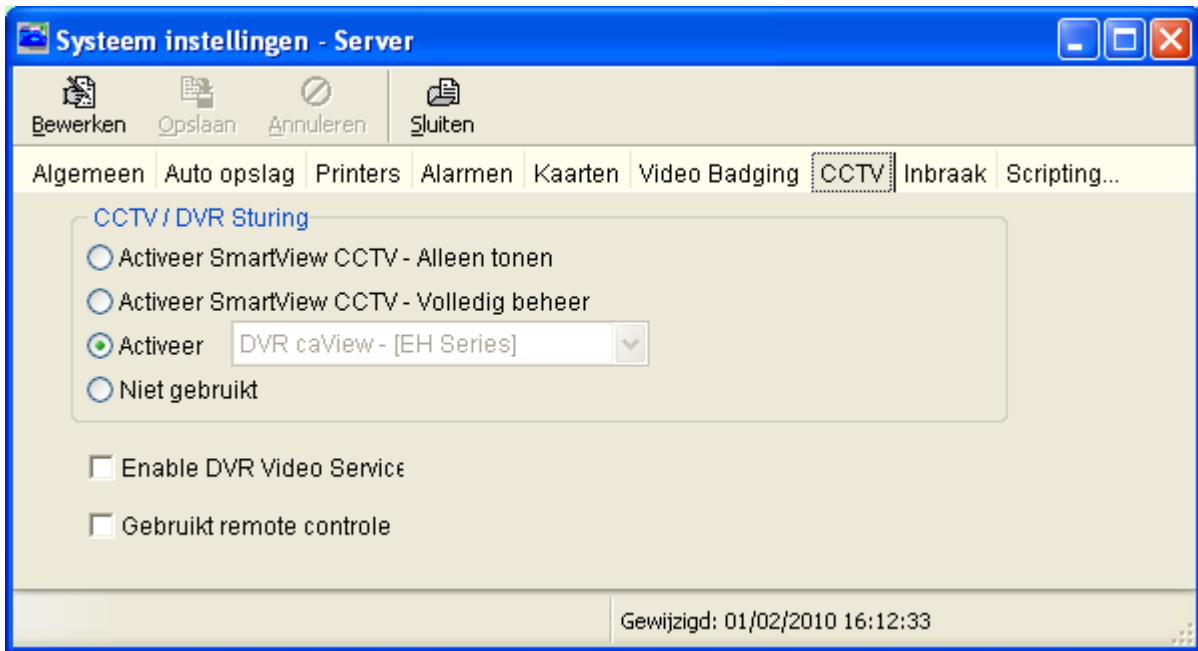 Systeem instellingen - Server
Bewerken Opslaan Annuleren Sluiten
Algemeen Auto opslag Printers Alarmen Kaarten Video Badging CCTV Inbraak Scripting...
CCTV / DVR Sturing
Activeer SmartView CCTV - Alleen tonen
Activeer SmartView CCTV - Volledig beheer
Activeer DVR caView - [EH Series]
Niet gebruikt
Enable DVR Video Service
Gebruikt remote controle
Gewijzigd: 01/02/2010 16:12:33